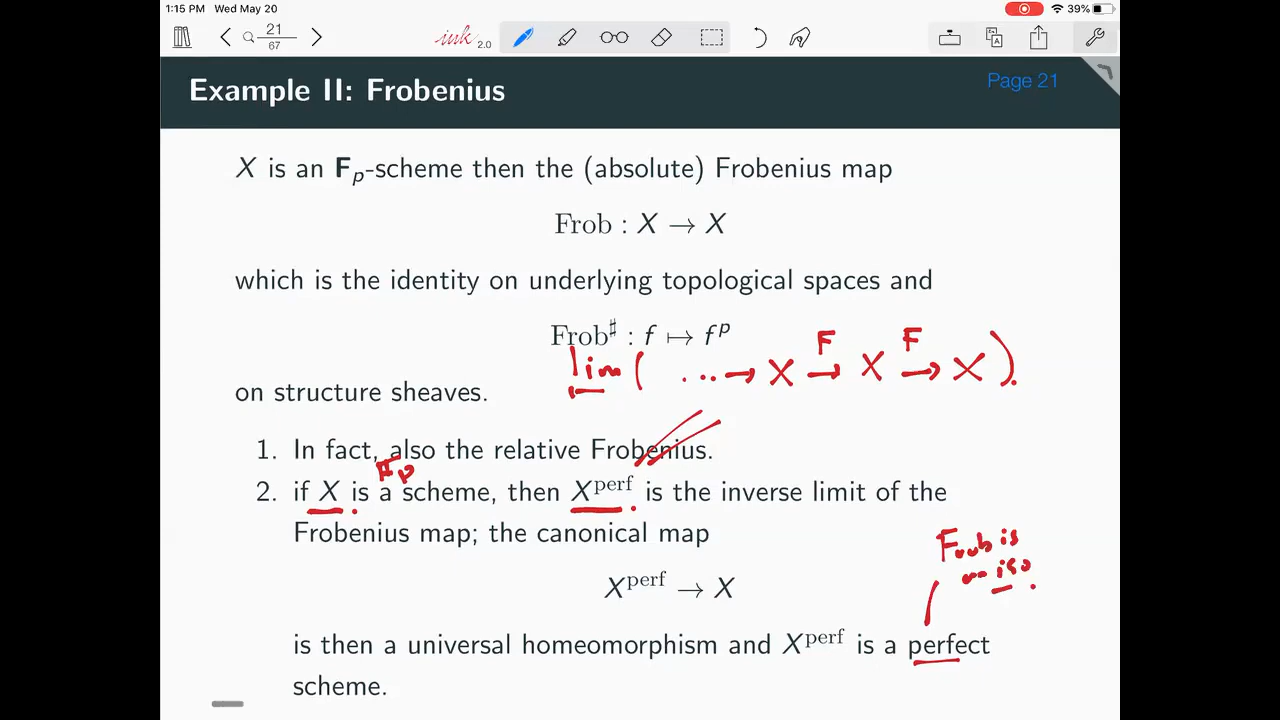 1:15 PM Wed May 20
39%
21
67
ink 2.0
Example II: Frobenius
Page 21
X is an F_p-scheme then the (absolute) Frobenius map
Frob : X → X
which is the identity on underlying topological spaces and
Frob^♯ : f ↦ f^p
lim ( ... → X F→ X F→ X ).
on structure sheaves.
1. In fact, also the relative Frobenius.
F_p
2. if X is a scheme, then X^perf is the inverse limit of the
Frobenius map; the canonical map
Frob is
an iso.
X^perf → X
is then a universal homeomorphism and X^perf is a perfect
scheme.